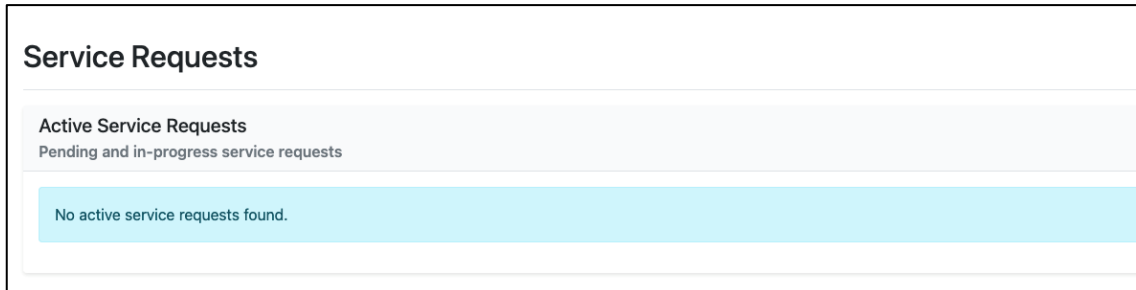 Service Requests
Active Service Requests
Pending and in-progress service requests
No active service requests found.